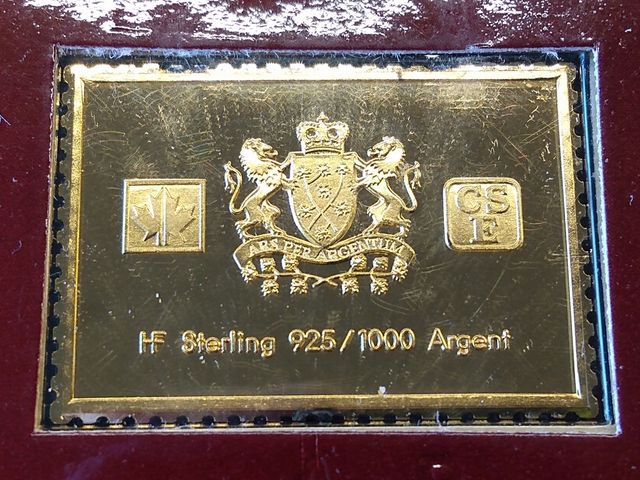 CS
E
ARS PER ARGENTUM
HF Sterling 925/1000 Argent